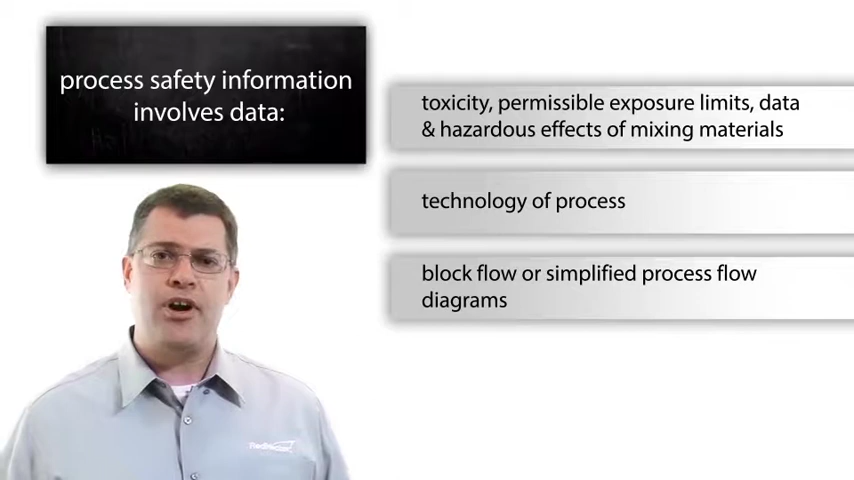 process safety information
involves data:
toxicity, permissible exposure limits, data
& hazardous effects of mixing materials
technology of process
block flow or simplified process flow
diagrams